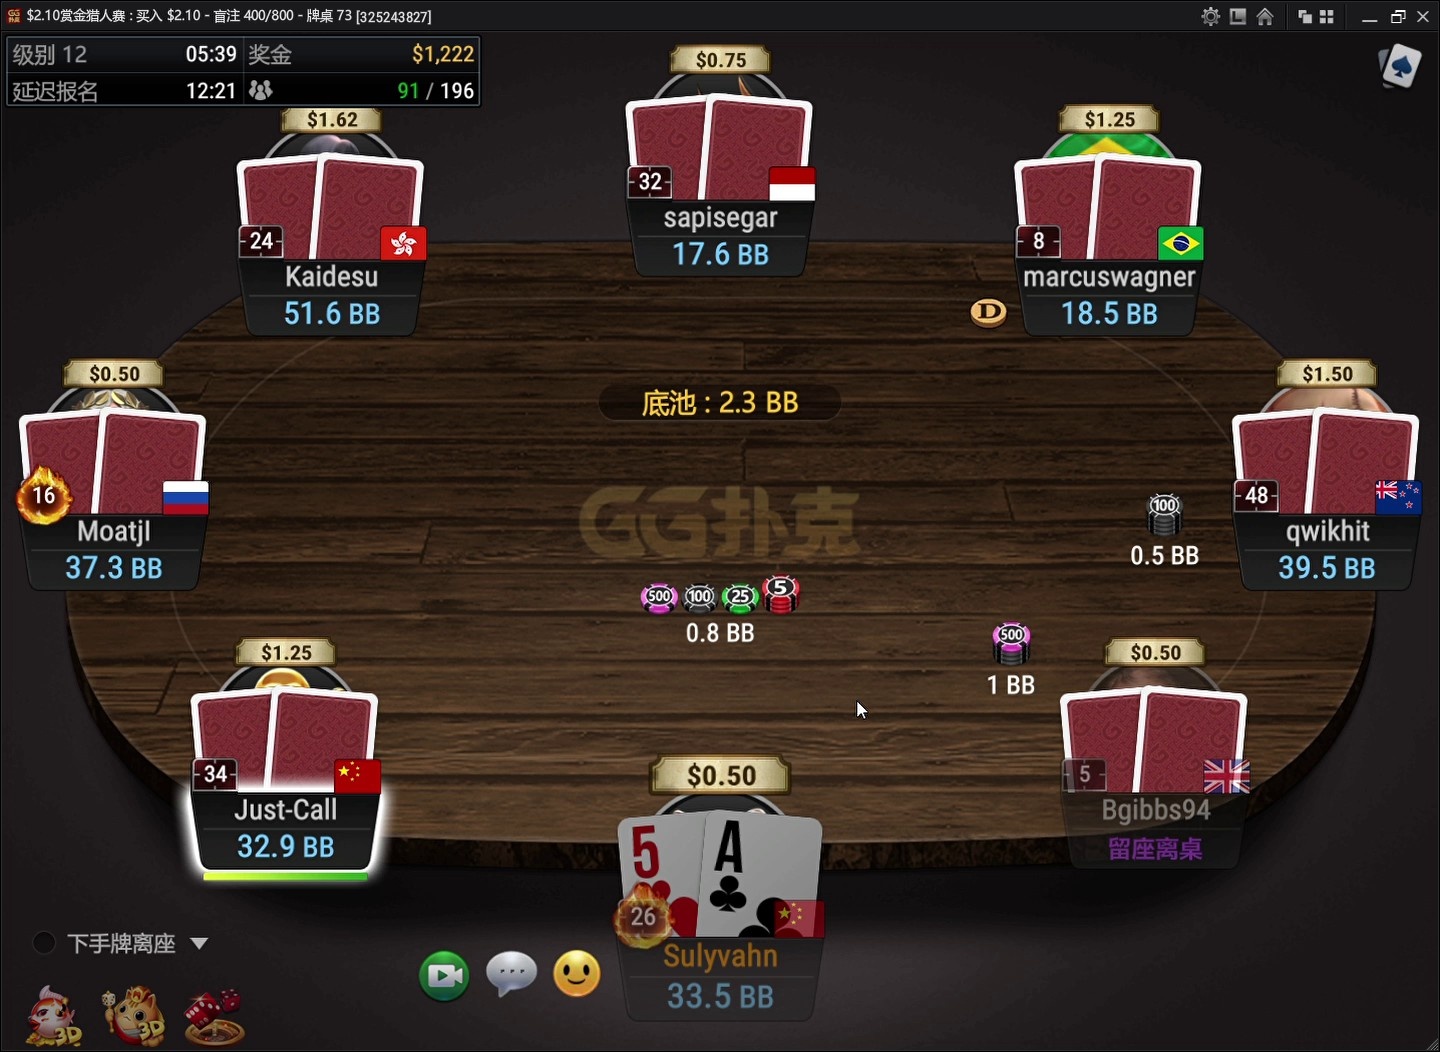 $2.10赏金猎人赛 : 买入 $2.10 - 盲注 400/800 - 牌桌 73 [325243827]
级别 12 05:39 奖金 $1,222
延迟报名 12:21 91 / 196
$0.75
32
sapisegar
17.6 BB
$1.62
24
Kaidesu
51.6 BB
$1.25
8
marcuswagner
18.5 BB
D
$0.50
16
Moatjl
37.3 BB
底池 : 2.3 BB
$1.50
48
qwikhit
39.5 BB
100
0.5 BB
GG扑克
500 100 25 5
0.8 BB
500
1 BB
$1.25
34
Just-Call
32.9 BB
$0.50
5
Bgibbs94
留座离桌
$0.50
5 A
26
Sulyvahn
33.5 BB
下手牌离座
3D 3D